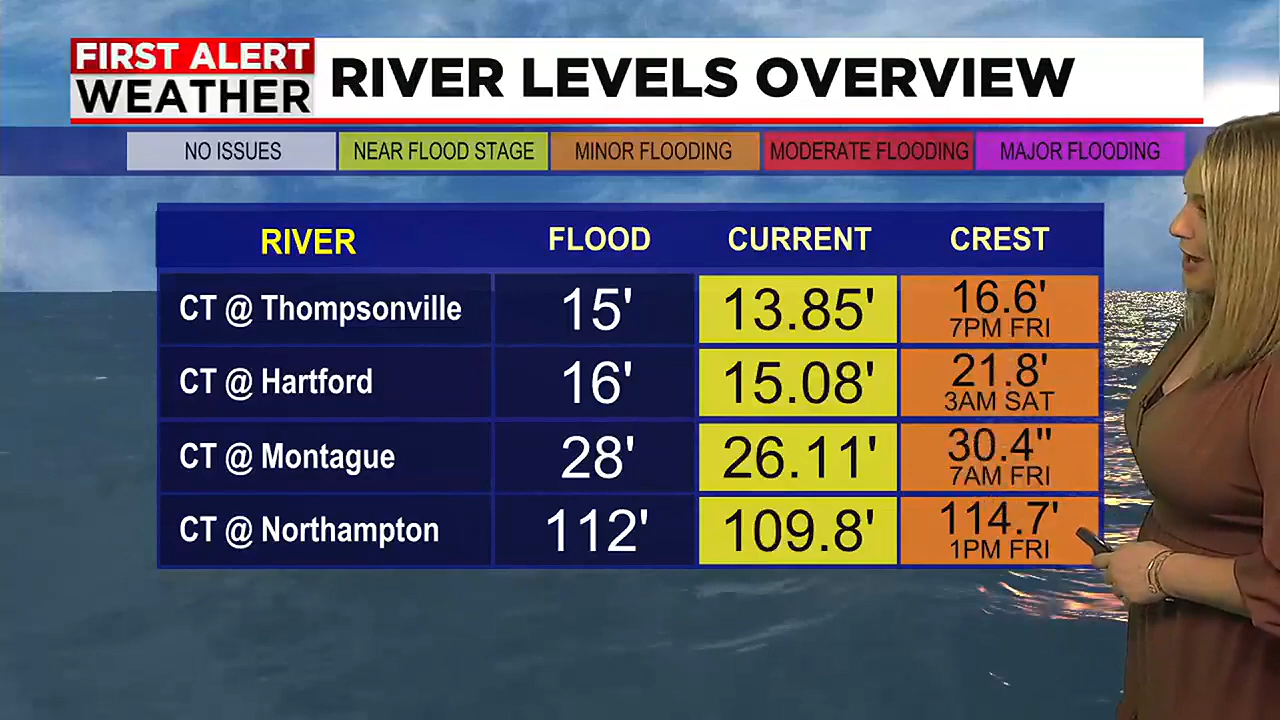 FIRST ALERT
WEATHER
RIVER LEVELS OVERVIEW
NO ISSUES
NEAR FLOOD STAGE
MINOR FLOODING
MODERATE FLOODING
MAJOR FLOODING
RIVER FLOOD CURRENT CREST
CT @ Thompsonville 15' 13.85' 16.6'
7PM FRI
CT @ Hartford 16' 15.08' 21.8'
3AM SAT
CT @ Montague 28' 26.11' 30.4"
7AM FRI
CT @ Northampton 112' 109.8' 114.7'
1PM FRI